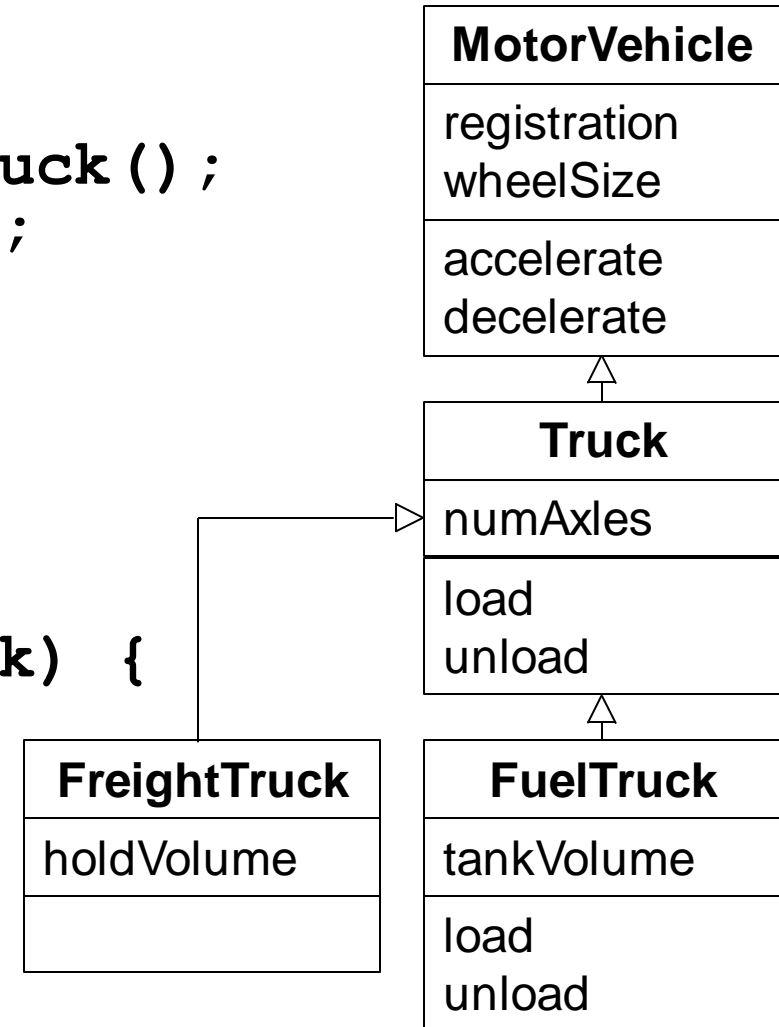 uck();
;
k) {
MotorVehicle
registration
wheelSize
accelerate
decelerate
Truck
numAxles
load
unload
FreightTruck
holdVolume
FuelTruck
tankVolume
load
unload